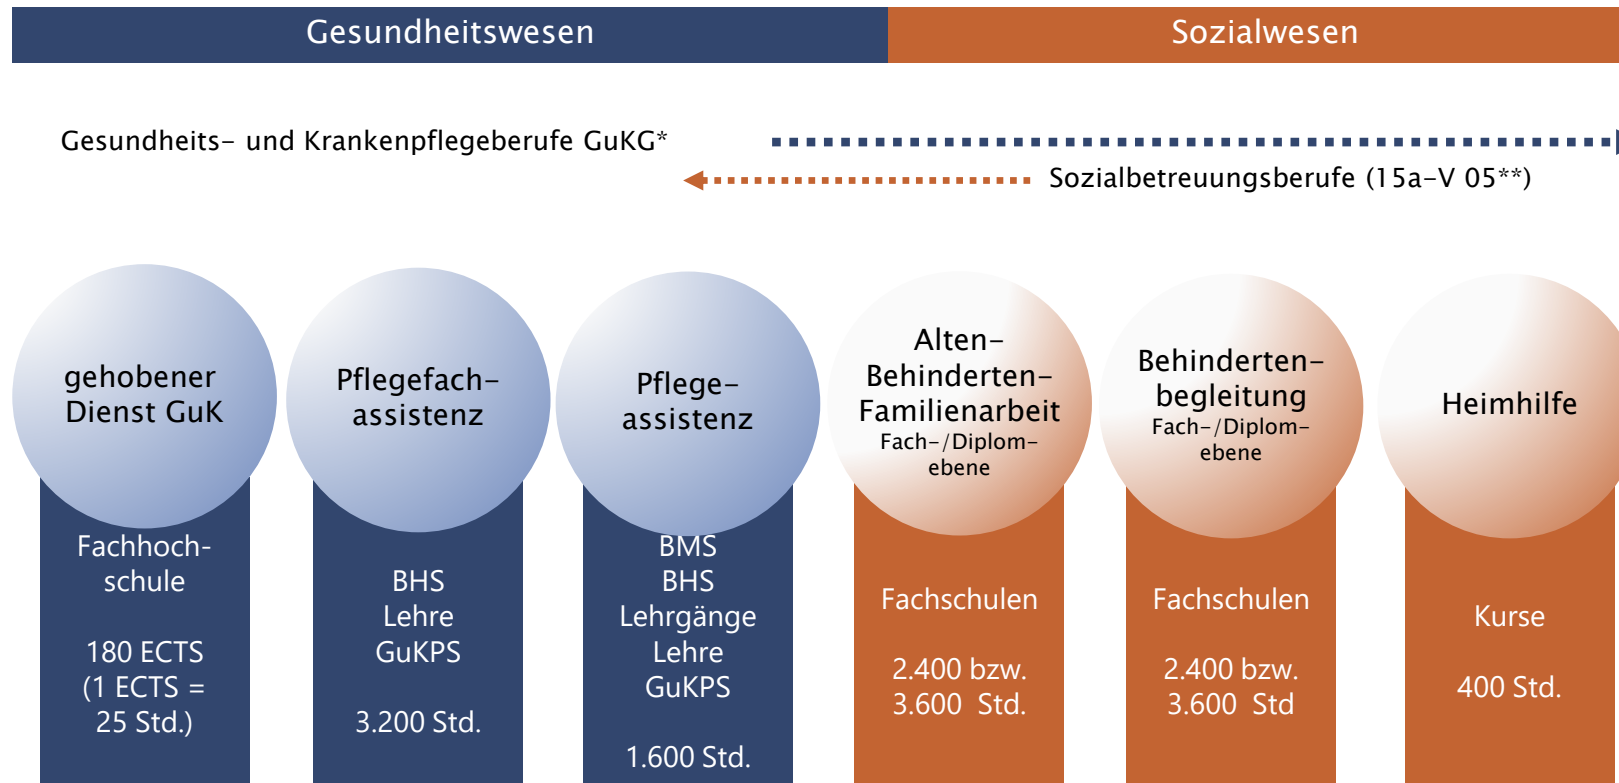 Gesundheitswesen
Sozialwesen
Gesundheits- und Krankenpflegeberufe GuKG*
Sozialbetreuungsberufe (15a-V 05**)
gehobener
Dienst GuK
Pflegefach-
assistenz
Pflege-
assistenz
Alten-
Behinderten-
Familienarbeit
Fach-/Diplom-
ebene
Behinderten-
begleitung
Fach-/Diplom-
ebene
Heimhilfe
Fachhoch-
schule
180 ECTS
(1 ECTS =
25 Std.)
BHS
Lehre
GuKPS
3.200 Std.
BMS
BHS
Lehrgänge
Lehre
GuKPS
1.600 Std.
Fachschulen
2.400 bzw.
3.600 Std.
Fachschulen
2.400 bzw.
3.600 Std
Kurse
400 Std.